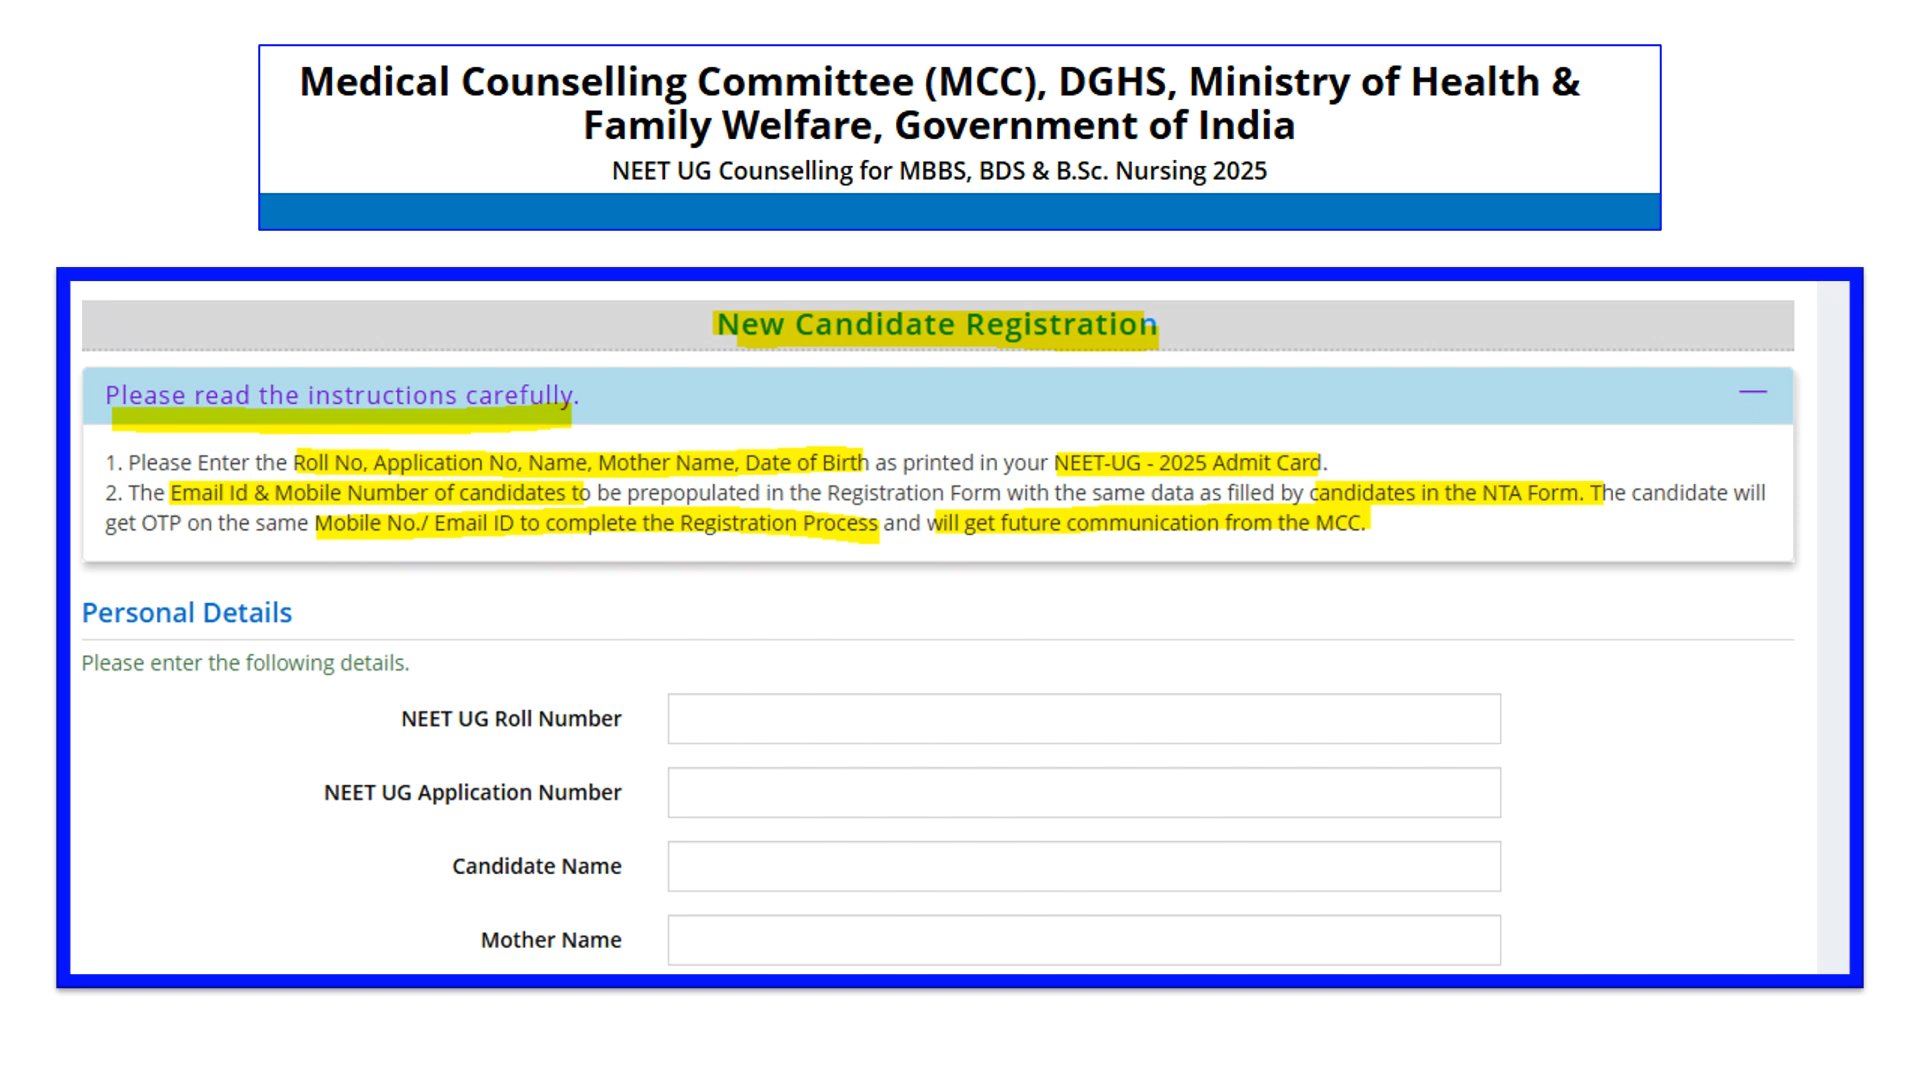 Medical Counselling Committee (MCC), DGHS, Ministry of Health &
Family Welfare, Government of India
NEET UG Counselling for MBBS, BDS & B.Sc. Nursing 2025
New Candidate Registration
Please read the instructions carefully.
1. Please Enter the Roll No, Application No, Name, Mother Name, Date of Birth as printed in your NEET-UG - 2025 Admit Card.
2. The Email Id & Mobile Number of candidates to be prepopulated in the Registration Form with the same data as filled by candidates in the NTA Form. The candidate will
get OTP on the same Mobile No./ Email ID to complete the Registration Process and will get future communication from the MCC.
Personal Details
Please enter the following details.
NEET UG Roll Number
NEET UG Application Number
Candidate Name
Mother Name